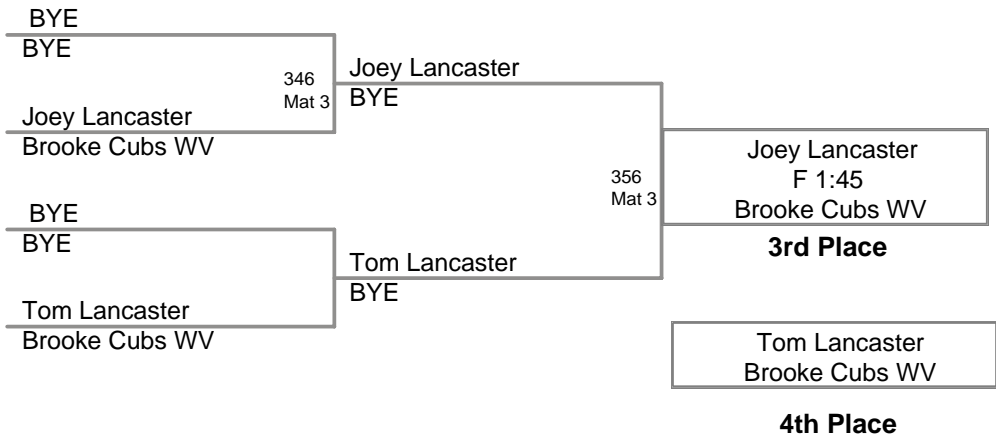 BYE
BYE
346
Mat 3
Joey Lancaster
Brooke Cubs WV
Joey Lancaster
BYE
BYE
BYE
Tom Lancaster
Brooke Cubs WV
Tom Lancaster
BYE
356
Mat 3
Joey Lancaster
F 1:45
Brooke Cubs WV
3rd Place
Tom Lancaster
Brooke Cubs WV
4th Place